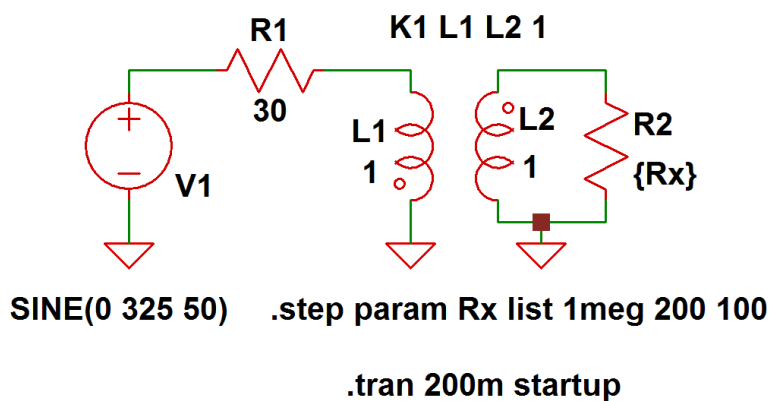 R1
K1 L1 L2 1
30
L1
1
L2
1
R2
{Rx}
V1
SINE(0 325 50)
.step param Rx list 1meg 200 100
.tran 200m startup